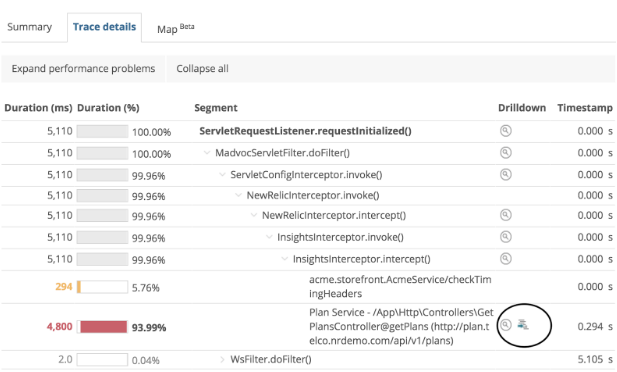 Summary Trace details Map Beta
Expand performance problems Collapse all
Duration (ms) Duration (%) Segment Drilldown Timestamp
5,110 100.00% ServletRequestListener.requestInitialized() 0.000 s
5,110 100.00% MadvocServletFilter.doFilter() 0.000 s
5,110 99.96% ServletConfigInterceptor.invoke() 0.000 s
5,110 99.96% NewRelicInterceptor.invoke() 0.000 s
5,110 99.96% NewRelicInterceptor.intercept() 0.000 s
5,110 99.96% InsightsInterceptor.invoke() 0.000 s
5,110 99.96% InsightsInterceptor.intercept() 0.000 s
294 5.76% acme.storefront.AcmeService/checkTim
ingHeaders 0.000 s
Plan Service - /App\Http\Controllers\Get
4,800 93.99% PlansController@getPlans (http://plan.t 0.294 s
elco.nrdemo.com/api/v1/plans)
2.0 0.04% WsFilter.doFilter() 5.105 s